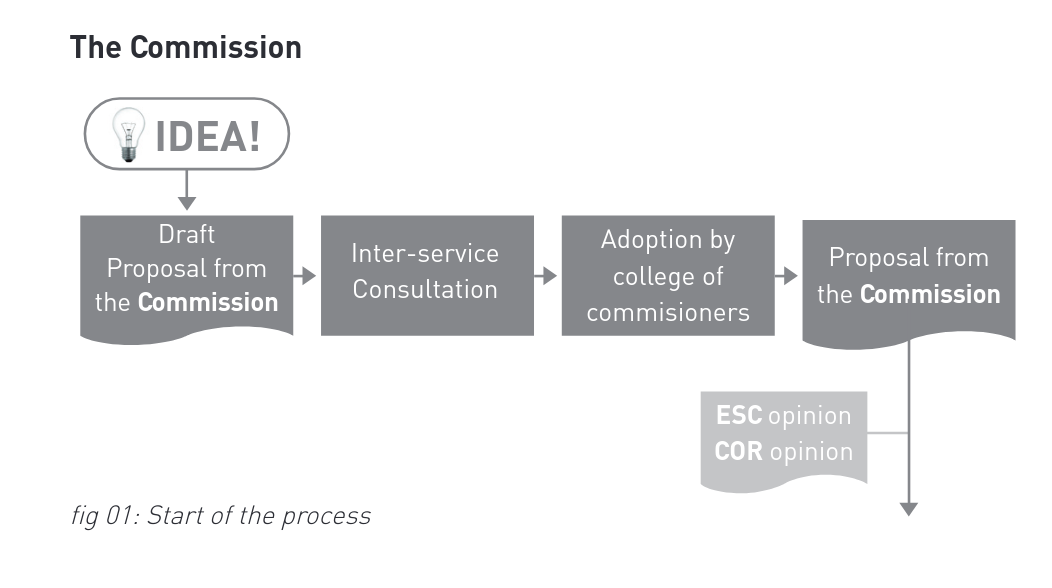 The Commission
IDEA!
Draft
Proposal from
the Commission
Inter-service
Consultation
Adoption by
college of
commisioners
Proposal from
the Commission
ESC opinion
COR opinion
fig 01: Start of the process